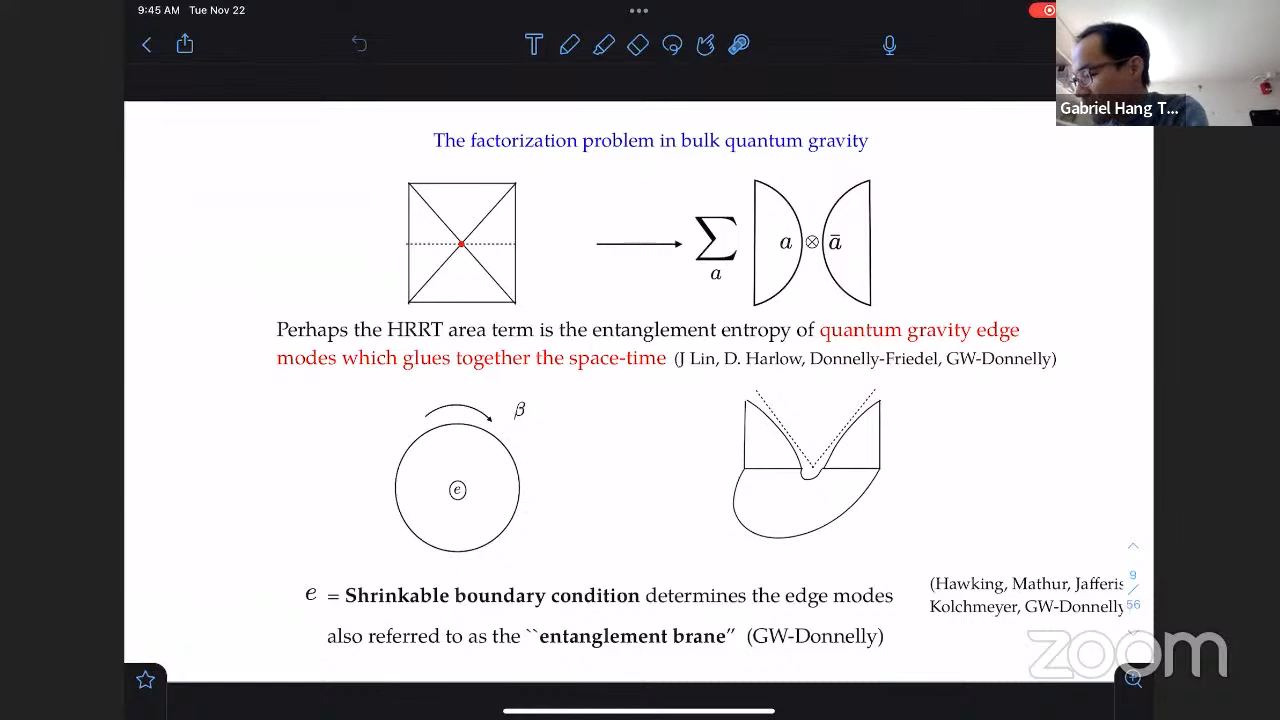 9:45 AM Tue Nov 22
T
Gabriel Hang T...
The factorization problem in bulk quantum gravity
∑ a ⊗ ā
a
Perhaps the HRRT area term is the entanglement entropy of quantum gravity edge
modes which glues together the space-time (J Lin, D. Harlow, Donnelly-Friedel, GW-Donnelly)
β
e
e = Shrinkable boundary condition determines the edge modes
also referred to as the ``entanglement brane” (GW-Donnelly)
(Hawking, Mathur, Jafferis
Kolchmeyer, GW-Donnelly
9
/
56
zoom